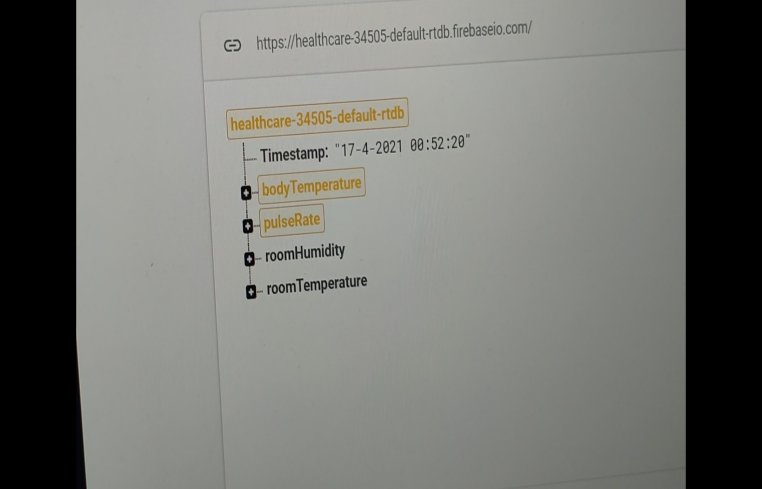 https://healthcare-34505-default-rtdb.firebaseio.com/
healthcare-34505-default-rtdb
Timestamp: "17-4-2021 00:52:20"
bodyTemperature
pulseRate
roomHumidity
roomTemperature